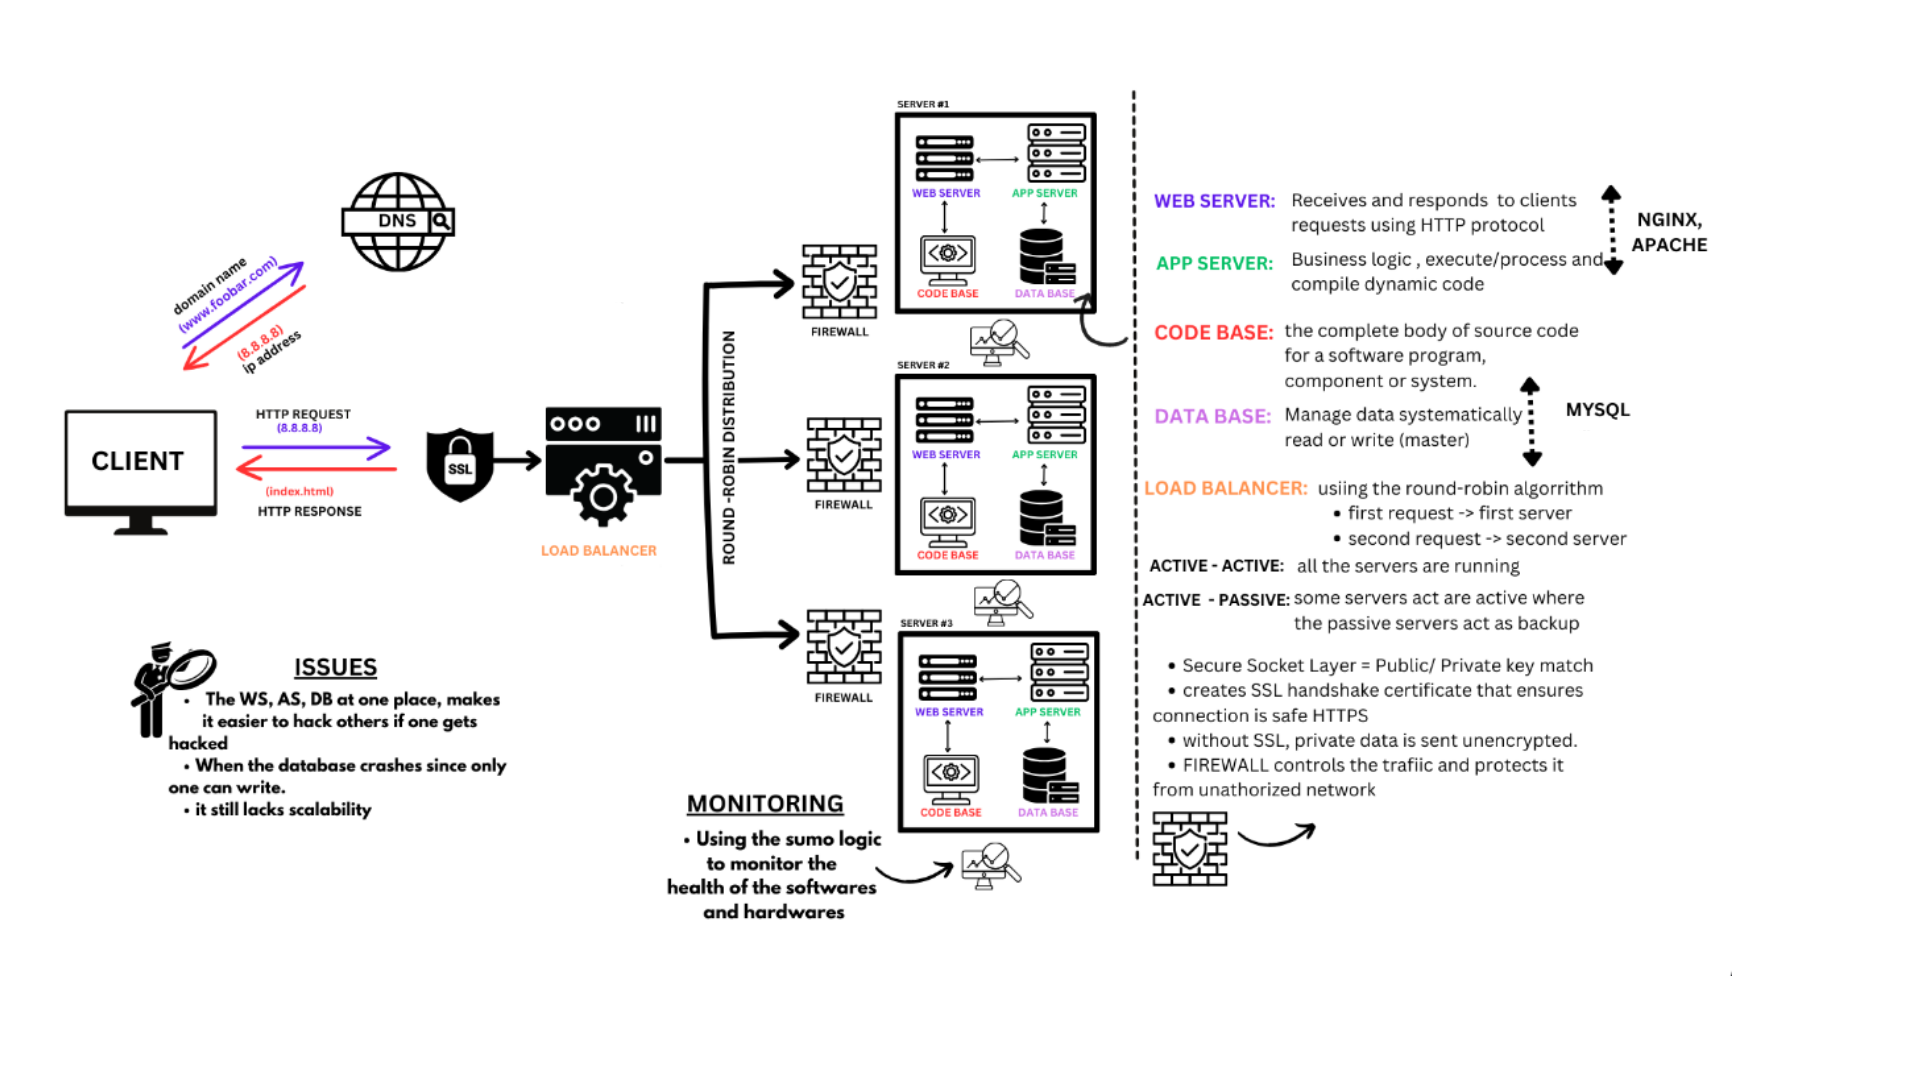 DNS
domain name
(www.foobar.com)
(8.8.8.8)
ip address
CLIENT
HTTP REQUEST
(8.8.8.8)
(index.html)
HTTP RESPONSE
SSL
LOAD BALANCER
ROUND -ROBIN DISTRIBUTION
FIREWALL
FIREWALL
FIREWALL
SERVER #1
WEB SERVER
APP SERVER
CODE BASE
DATA BASE
SERVER #2
WEB SERVER
APP SERVER
CODE BASE
DATA BASE
SERVER #3
WEB SERVER
APP SERVER
CODE BASE
DATA BASE
ISSUES
• The WS, AS, DB at one place, makes
it easier to hack others if one gets
hacked
• When the database crashes since only
one can write.
• it still lacks scalability
MONITORING
• Using the sumo logic
to monitor the
health of the softwares
and hardwares
WEB SERVER: Receives and responds to clients
requests using HTTP protocol
APP SERVER: Business logic , execute/process and
compile dynamic code
NGINX,
APACHE
CODE BASE: the complete body of source code
for a software program,
component or system.
DATA BASE: Manage data systematically
read or write (master)
MYSQL
LOAD BALANCER: usiing the round-robin algorrithm
• first request -> first server
• second request -> second server
ACTIVE - ACTIVE: all the servers are running
ACTIVE - PASSIVE: some servers act are active where
the passive servers act as backup
• Secure Socket Layer = Public/ Private key match
• creates SSL handshake certificate that ensures
connection is safe HTTPS
• without SSL, private data is sent unencrypted.
• FIREWALL controls the trafiic and protects it
from unathorized network